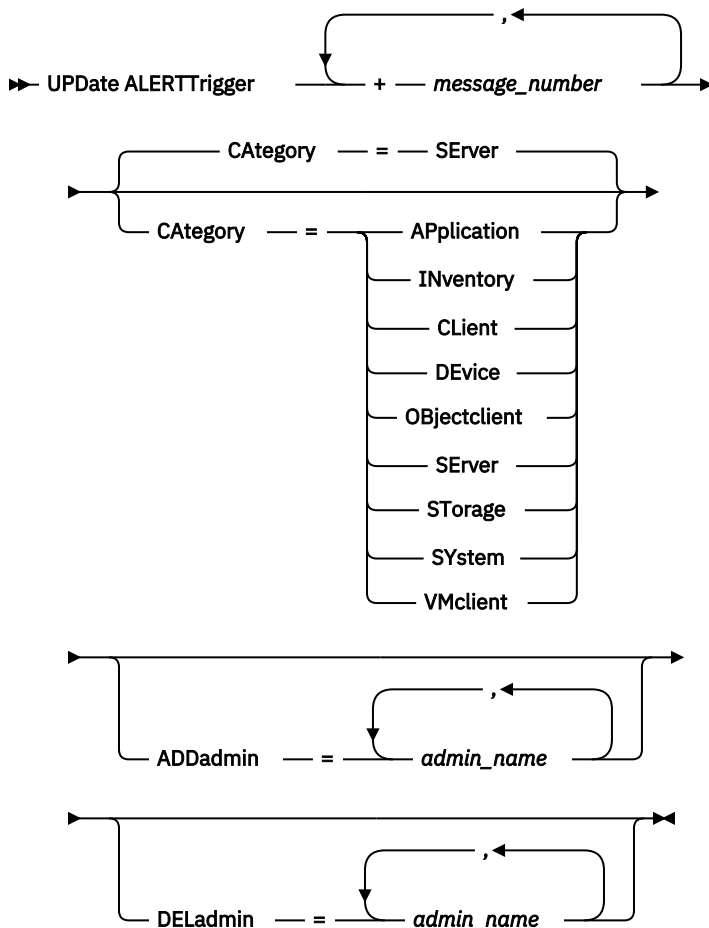 ,
UPDate ALERTTrigger + message_number
CAtegory = SErver
CAtegory = APplication
INventory
CLient
DEvice
OBjectclient
SErver
STorage
SYstem
VMclient
,
ADDadmin = admin_name
,
DELadmin = admin_name